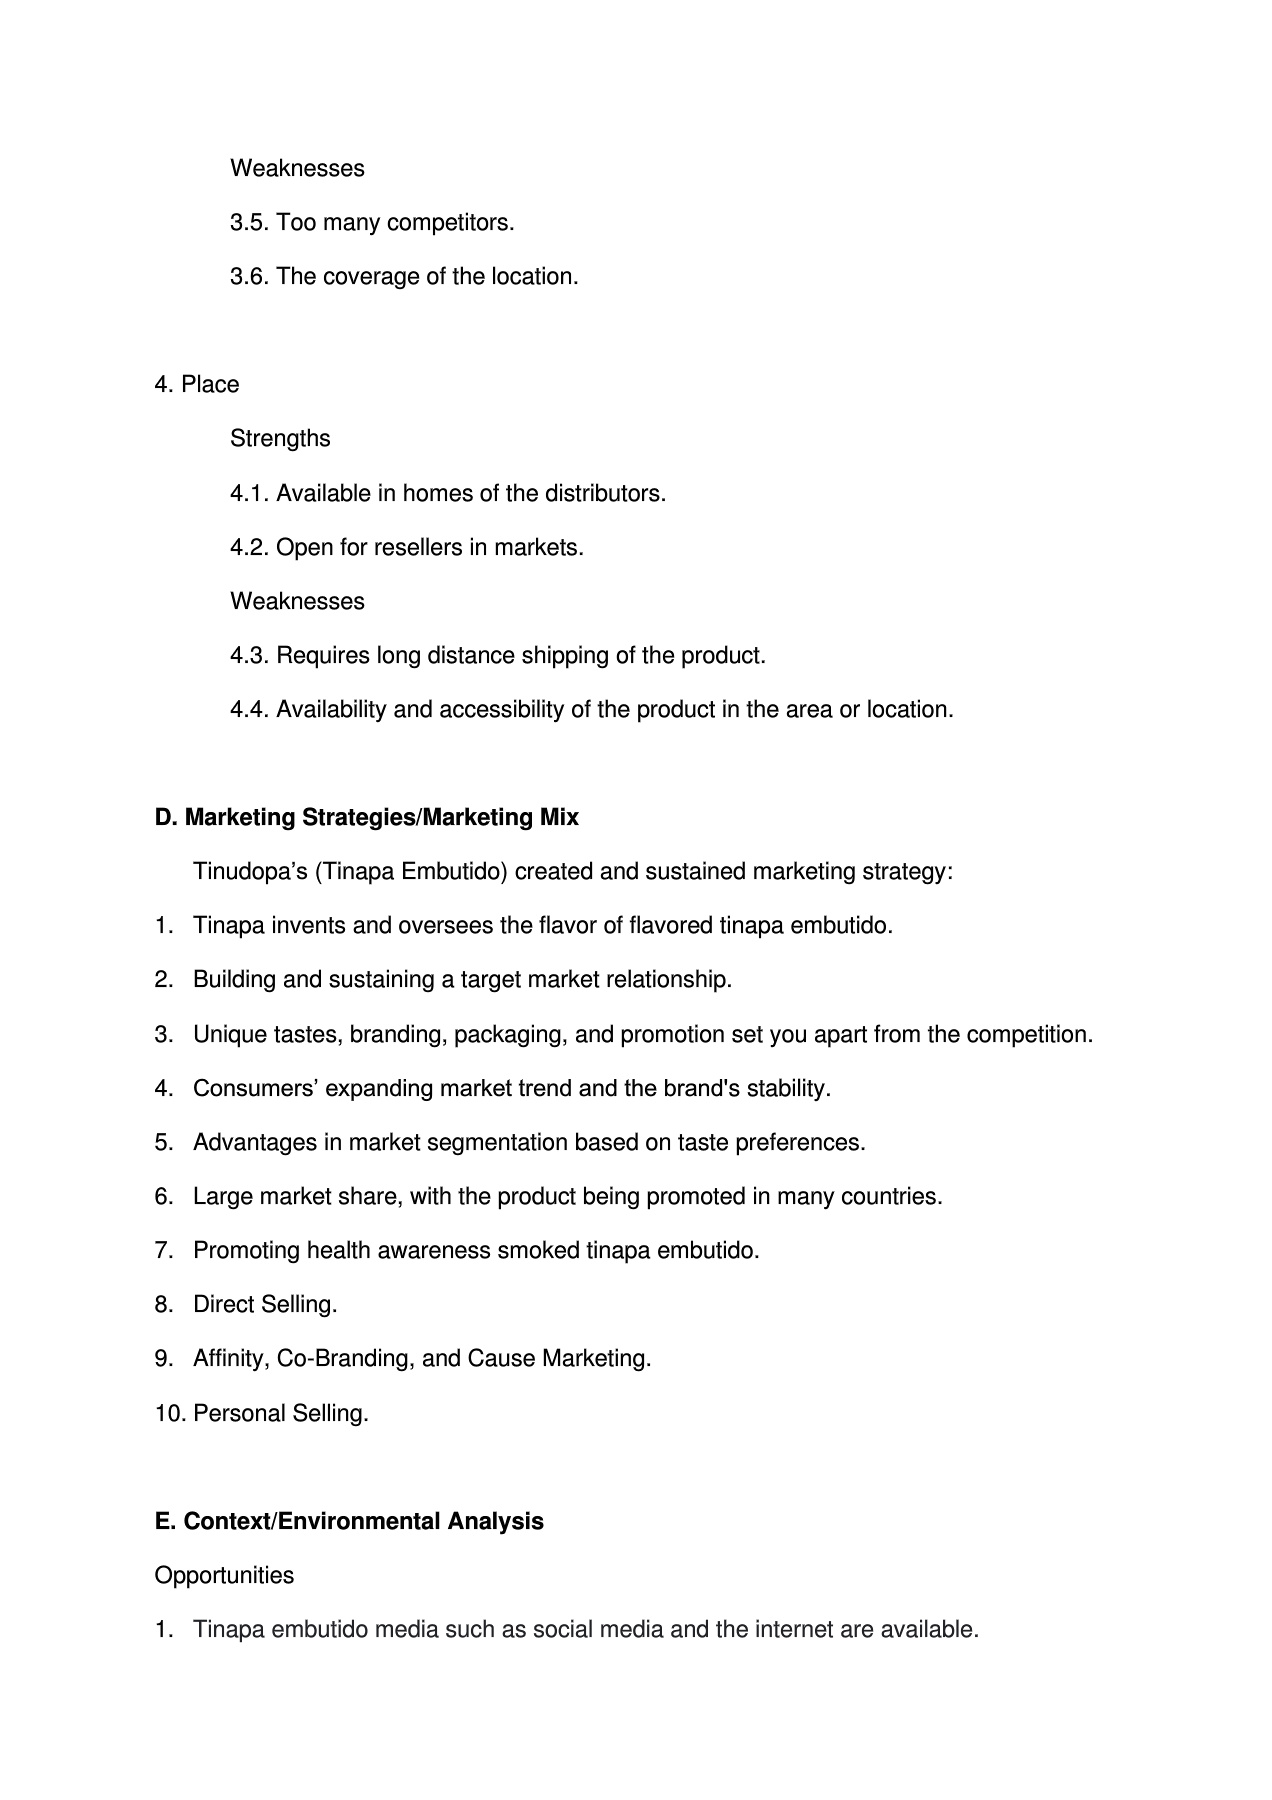 Weaknesses
3.5. Too many competitors.
3.6. The coverage of the location.
4. Place
Strengths
4.1. Available in homes of the distributors.
4.2. Open for resellers in markets.
Weaknesses
4.3. Requires long distance shipping of the product.
4.4. Availability and accessibility of the product in the area or location.
D. Marketing Strategies/Marketing Mix
Tinudopa’s (Tinapa Embutido) created and sustained marketing strategy:
1. Tinapa invents and oversees the flavor of flavored tinapa embutido.
2. Building and sustaining a target market relationship.
3. Unique tastes, branding, packaging, and promotion set you apart from the competition.
4. Consumers’ expanding market trend and the brand's stability.
5. Advantages in market segmentation based on taste preferences.
6. Large market share, with the product being promoted in many countries.
7. Promoting health awareness smoked tinapa embutido.
8. Direct Selling.
9. Affinity, Co-Branding, and Cause Marketing.
10. Personal Selling.
E. Context/Environmental Analysis
Opportunities
1. Tinapa embutido media such as social media and the internet are available.